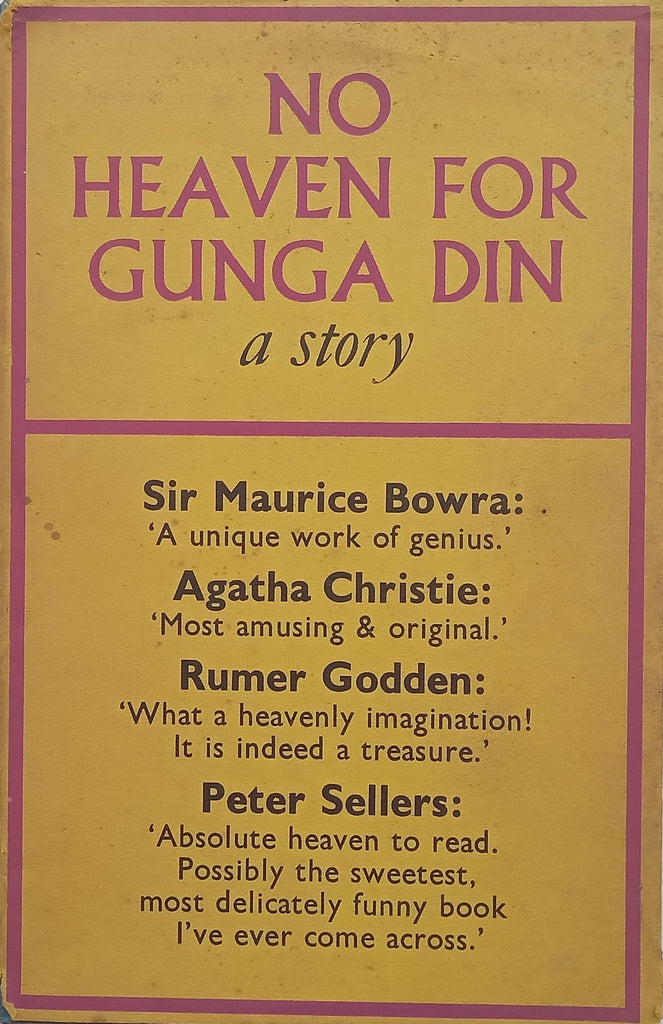 NO
HEAVEN FOR
GUNGA DIN
a story
Sir Maurice Bowra:
‘A unique work of genius.’
Agatha Christie:
‘Most amusing & original.’
Rumer Godden:
‘What a heavenly imagination!
It is indeed a treasure.’
Peter Sellers:
‘Absolute heaven to read.
Possibly the sweetest,
most delicately funny book
I've ever come across.’